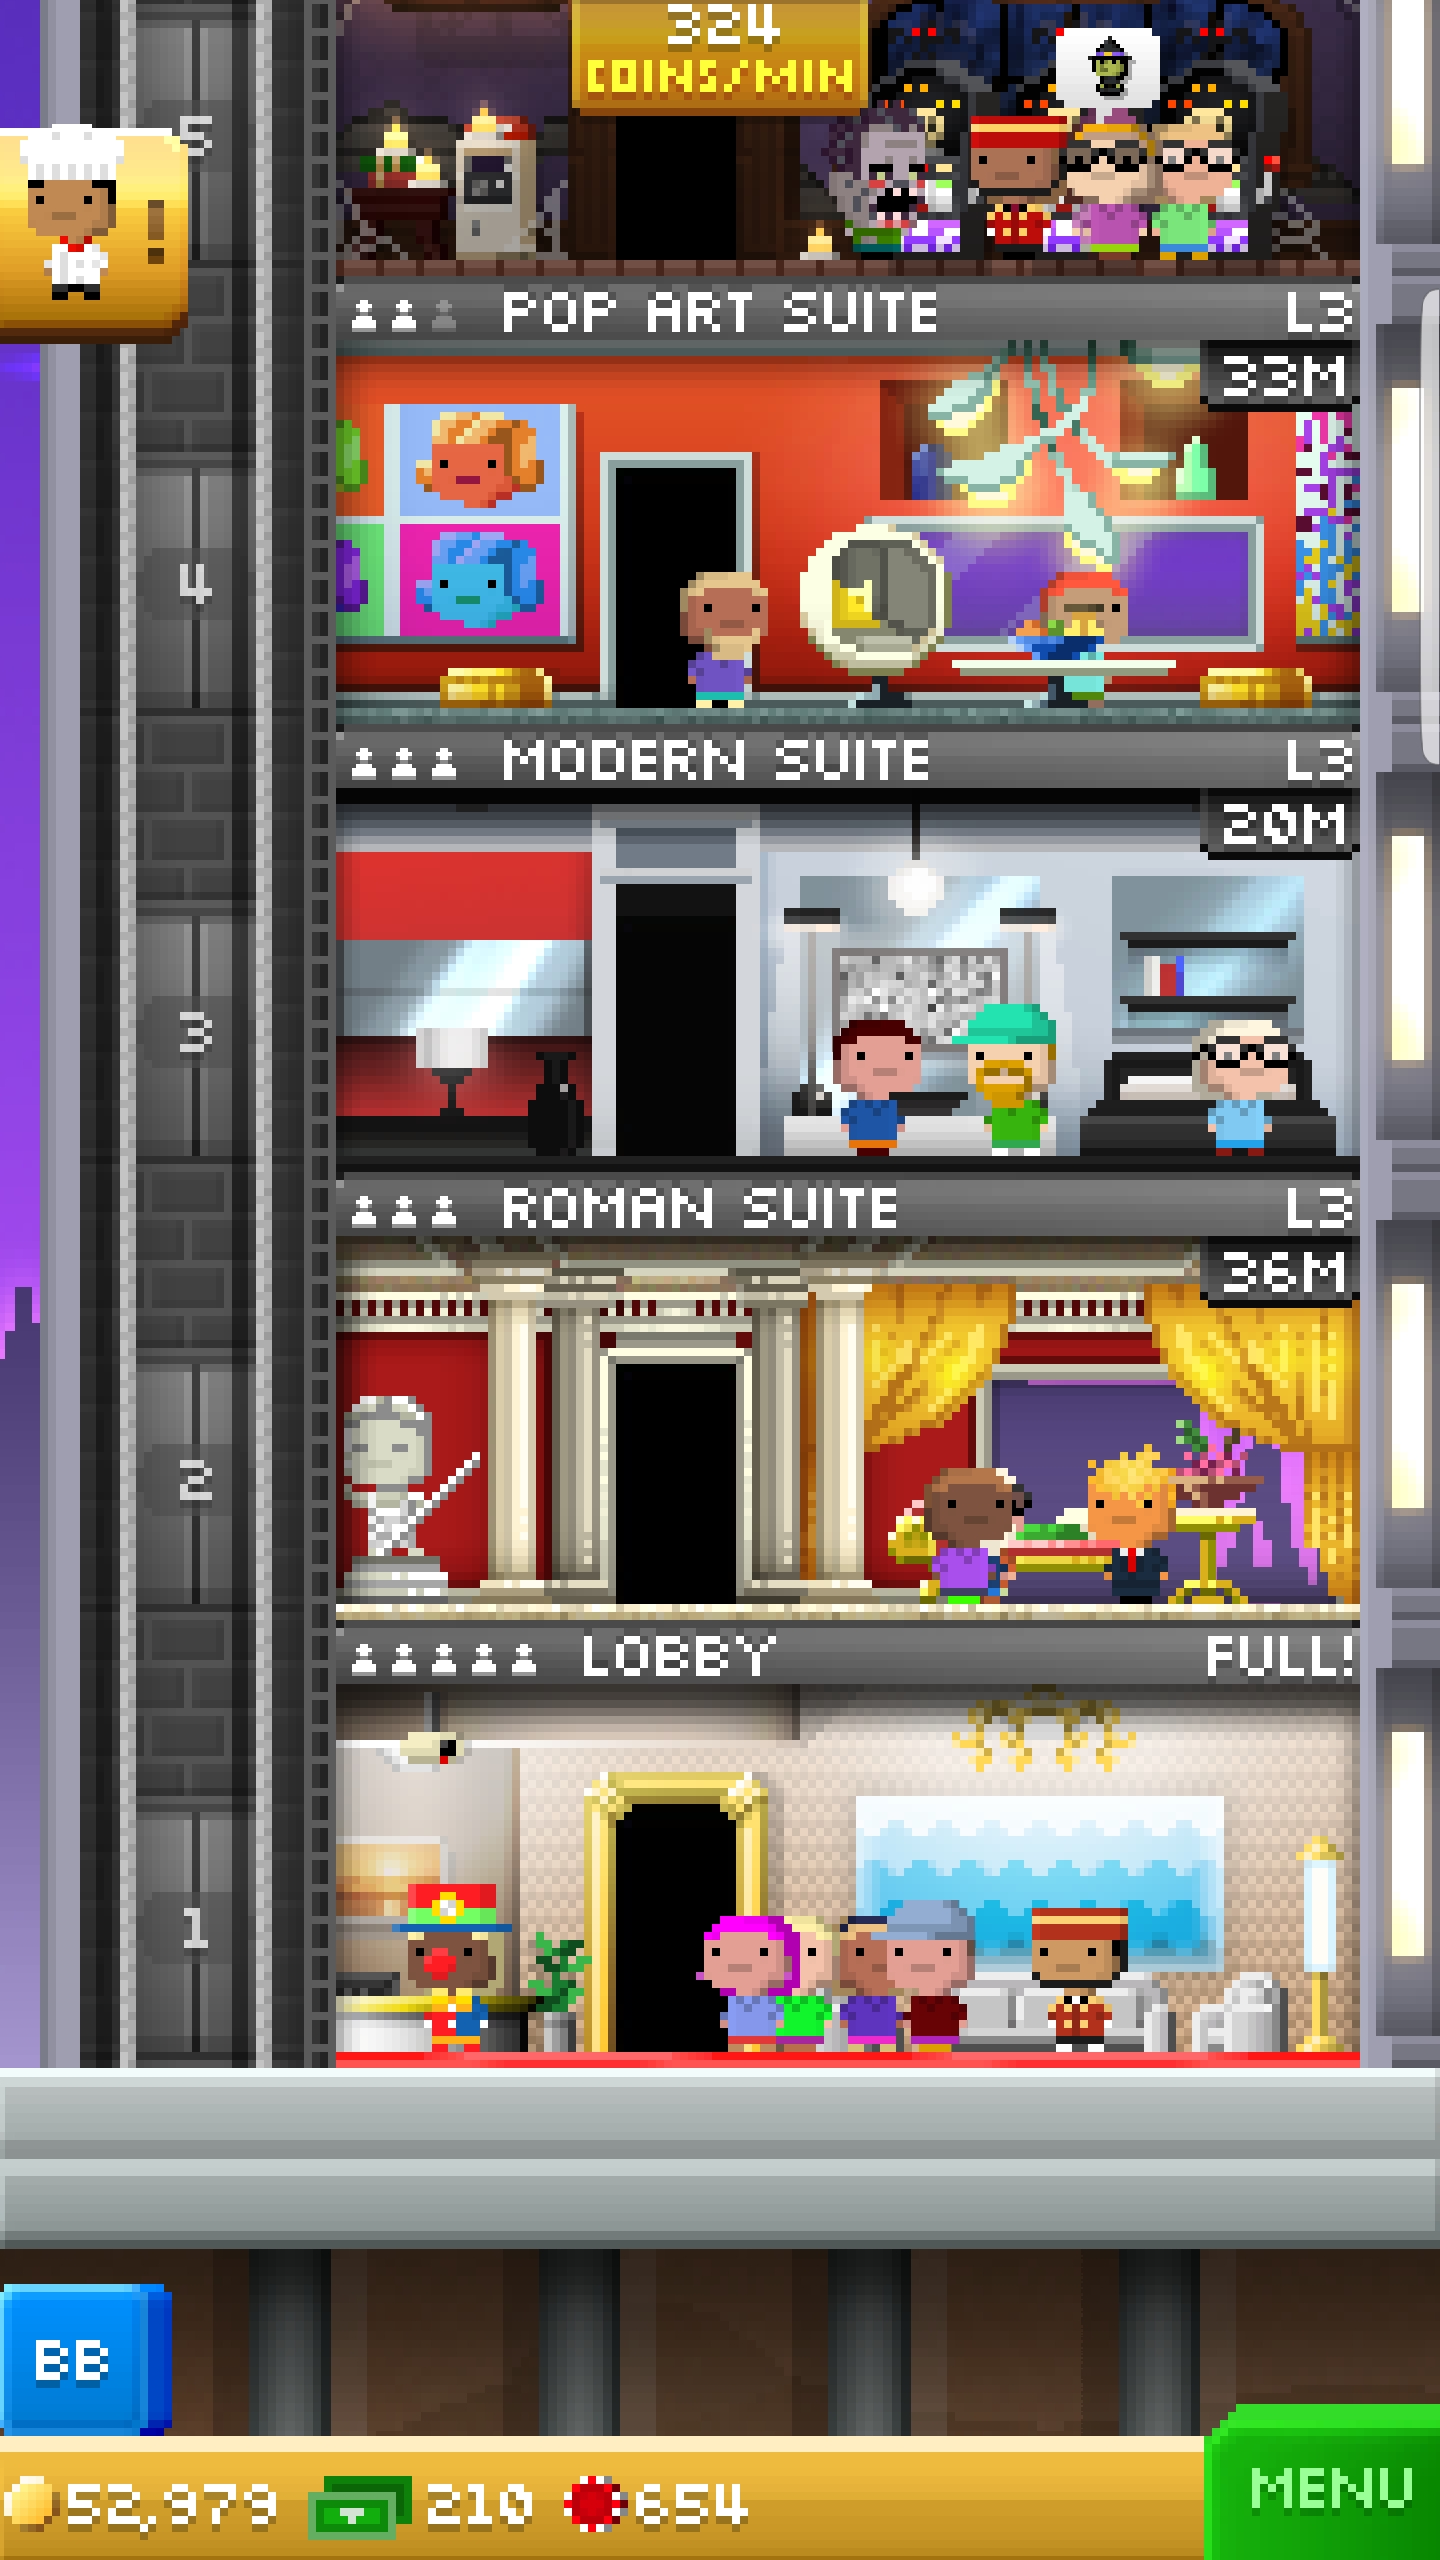 324
COINS/MIN
5
!
POP ART SUITE L3
33M
4
MODERN SUITE L3
20M
3
ROMAN SUITE L3
36M
2
LOBBY FULL!
1
BB
52,979 210 654
MENU